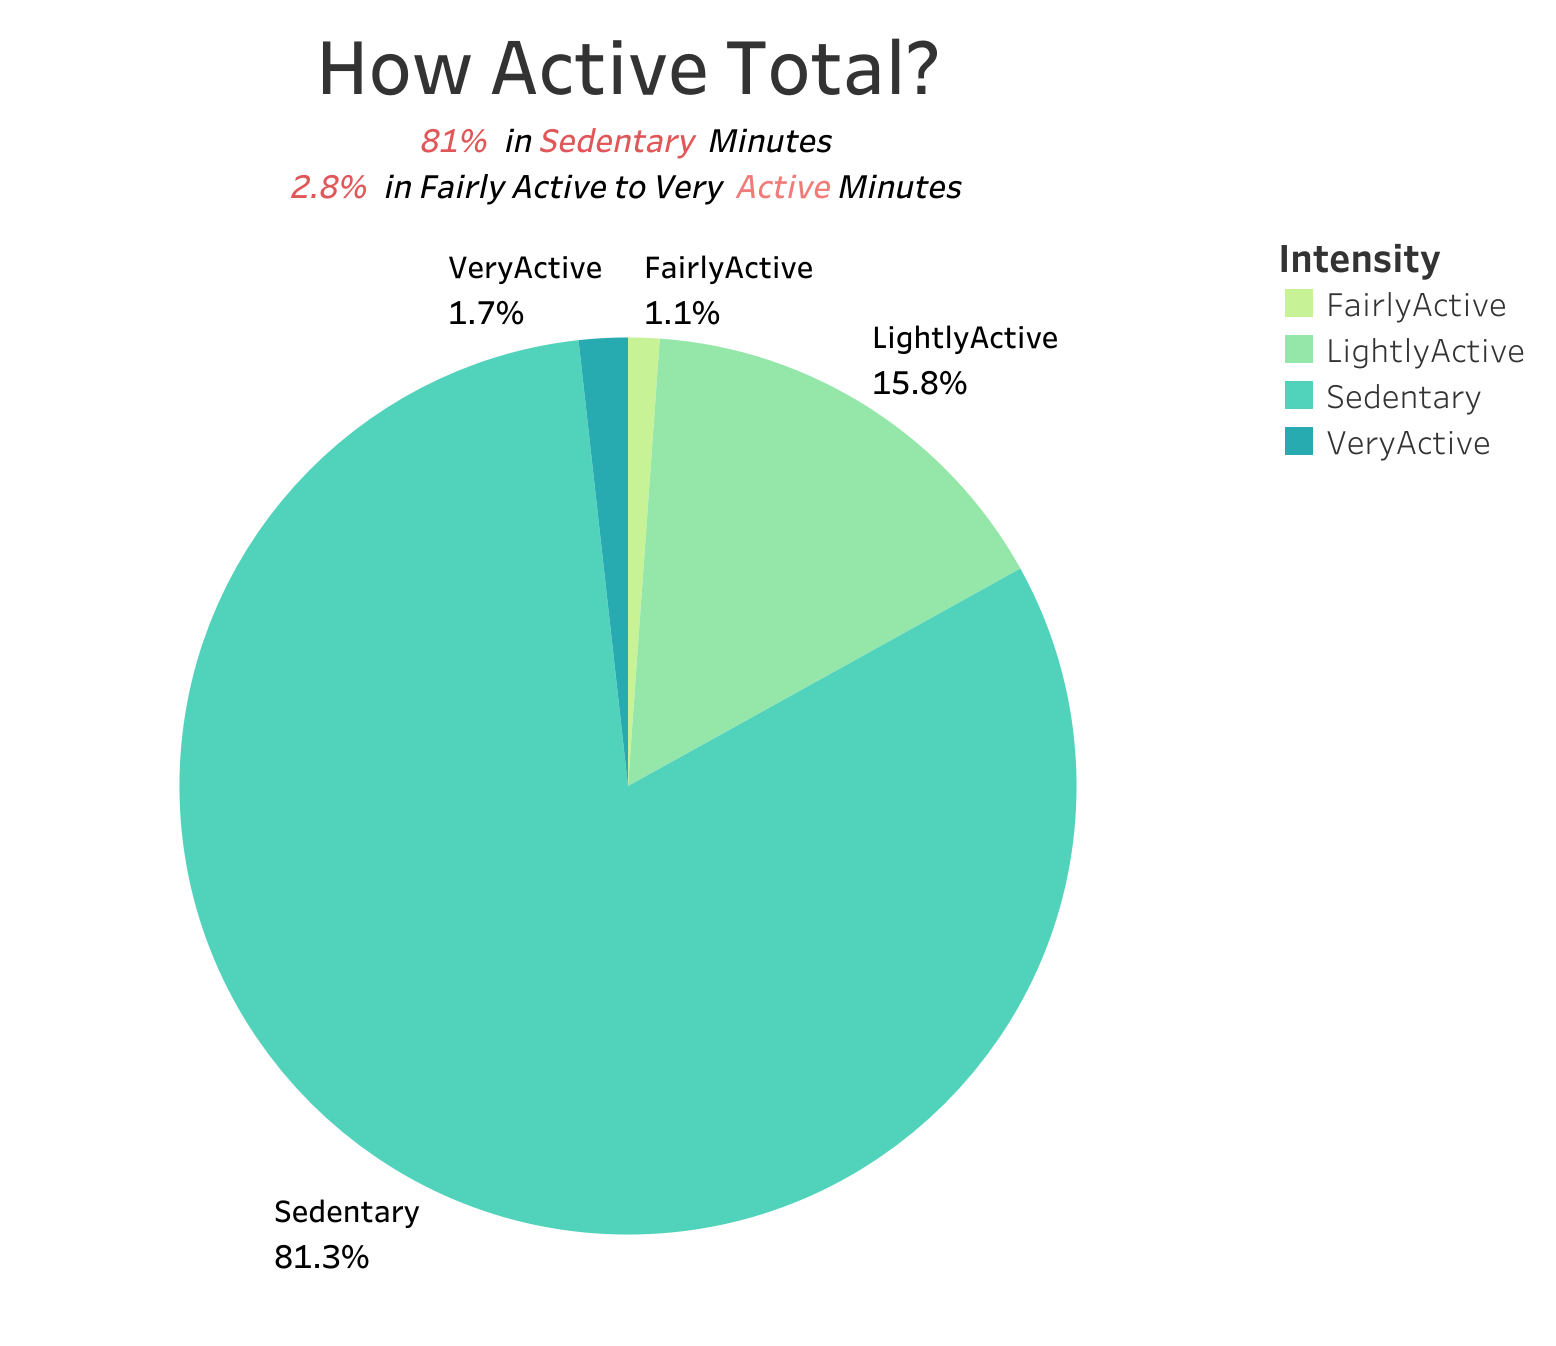 How Active Total?
81% in Sedentary Minutes
2.8% in Fairly Active to Very Active Minutes
VeryActive
1.7%
FairlyActive
1.1%
LightlyActive
15.8%
Sedentary
81.3%
Intensity
FairlyActive
LightlyActive
Sedentary
VeryActive